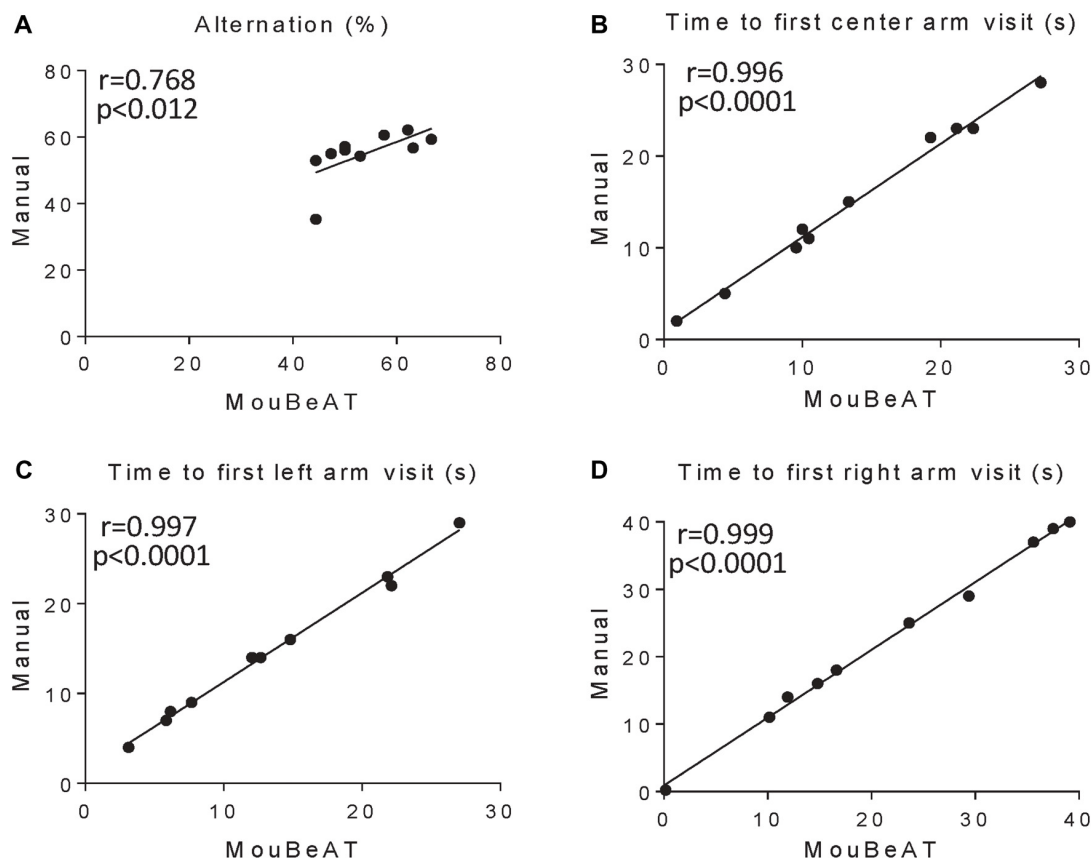 A
Alternation (%)
r=0.768
p<0.012
80
60
40
20
0
Manual
0 20 40 60 80
MouBeAT
B
Time to first center arm visit (s)
r=0.996
p<0.0001
30
20
10
0
Manual
0 10 20 30
MouBeAT
C
Time to first left arm visit (s)
r=0.997
p<0.0001
30
20
10
0
Manual
0 10 20 30
MouBeAT
D
Time to first right arm visit (s)
r=0.999
p<0.0001
40
30
20
10
0
Manual
0 10 20 30 40
MouBeAT